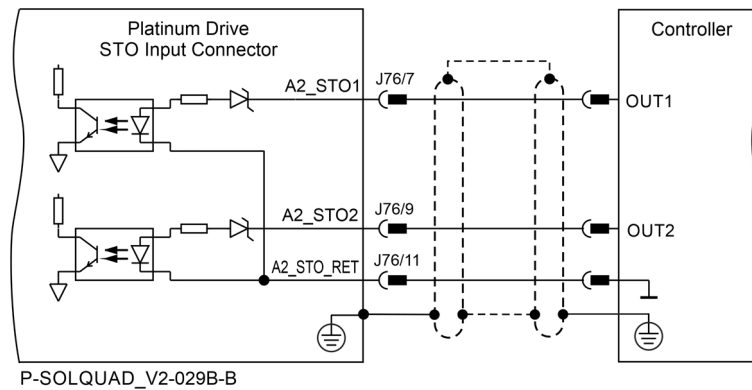 Platinum Drive
STO Input Connector
Controller
A2_STO1
J76/7
OUT1
A2_STO2
J76/9
OUT2
A2_STO_RET
J76/11
P-SOLQUAD_V2-029B-B